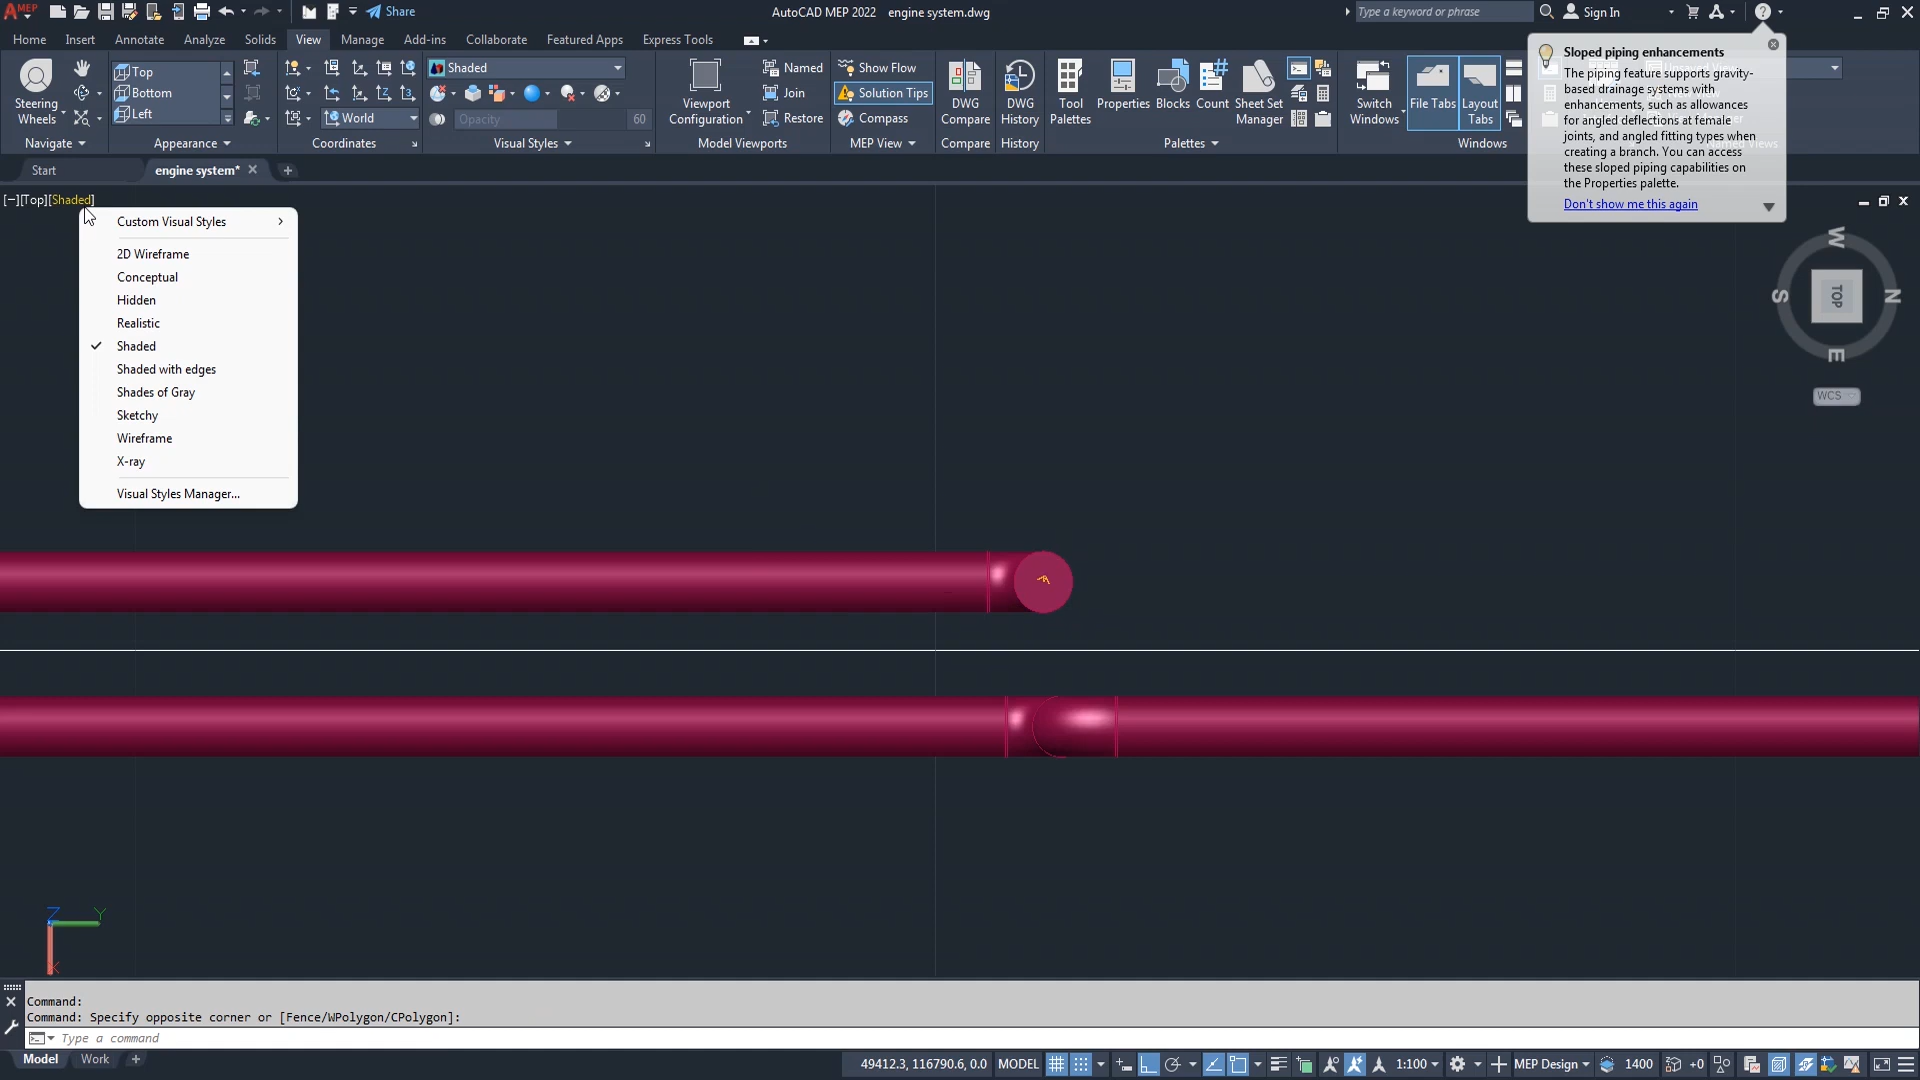 MEP
Share
AutoCAD MEP 2022 engine system.dwg
Type a keyword or phrase
Sign In
Home Insert Annotate Analyze Solids View Manage Add-ins Collaborate Featured Apps Express Tools
Steering Wheels
Top
Bottom
Left
World
Shaded
Opacity 60
Viewport Configuration
Named
Join
Restore
Show Flow
Solution Tips
Compass
DWG Compare
DWG History
Tool Palettes
Properties
Blocks
Count
Sheet Set Manager
Switch Windows
File Tabs
Layout Tabs
Navigate Appearance Coordinates Visual Styles Model Viewports MEP View Compare History Palettes Windows
Sloped piping enhancements
The piping feature supports gravity-
based drainage systems with
enhancements, such as allowances
for angled deflections at female
joints, and angled fitting types when
creating a branch. You can access
these sloped piping capabilities on
the Properties palette.
Don't show me this again
Start engine system*
[−][Top][Shaded]
Custom Visual Styles
2D Wireframe
Conceptual
Hidden
Realistic
Shaded
Shaded with edges
Shades of Gray
Sketchy
Wireframe
X-ray
Visual Styles Manager...
W
S TOP N
E
WCS
Z Y
X
Command:
Command: Specify opposite corner or [Fence/WPolygon/CPolygon]:
Type a command
Model Work
49412.3, 116790.6, 0.0 MODEL 1:100 MEP Design 1400 +0